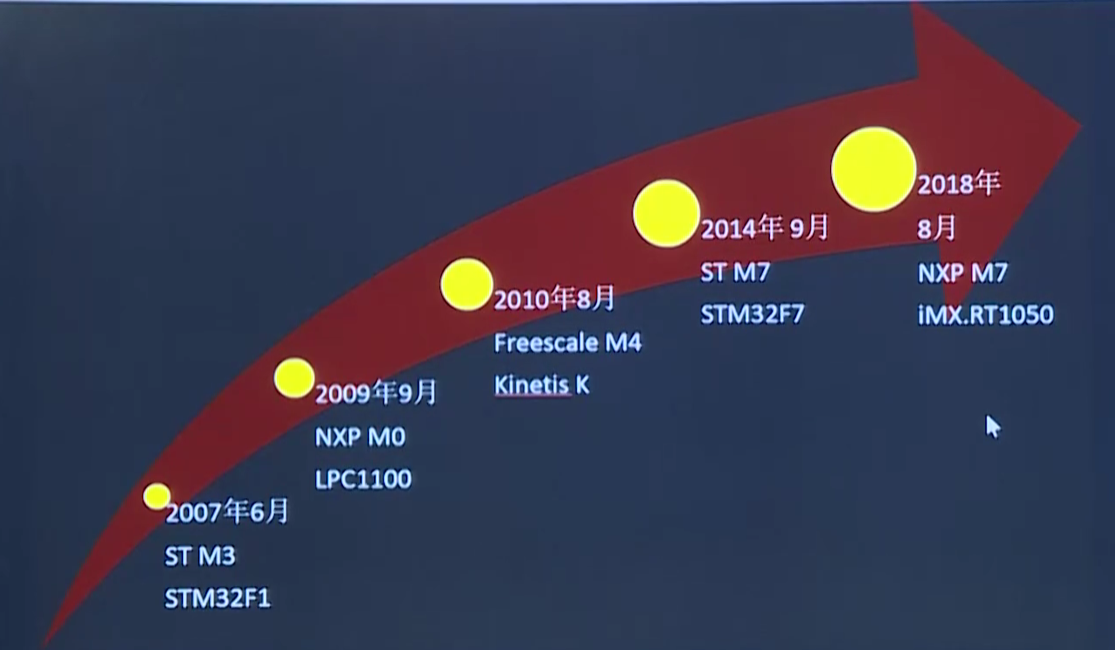 2007年6月
ST M3
STM32F1
2009年9月
NXP M0
LPC1100
2010年8月
Freescale M4
Kinetis K
2014年 9月
ST M7
STM32F7
2018年
8月
NXP M7
iMX.RT1050